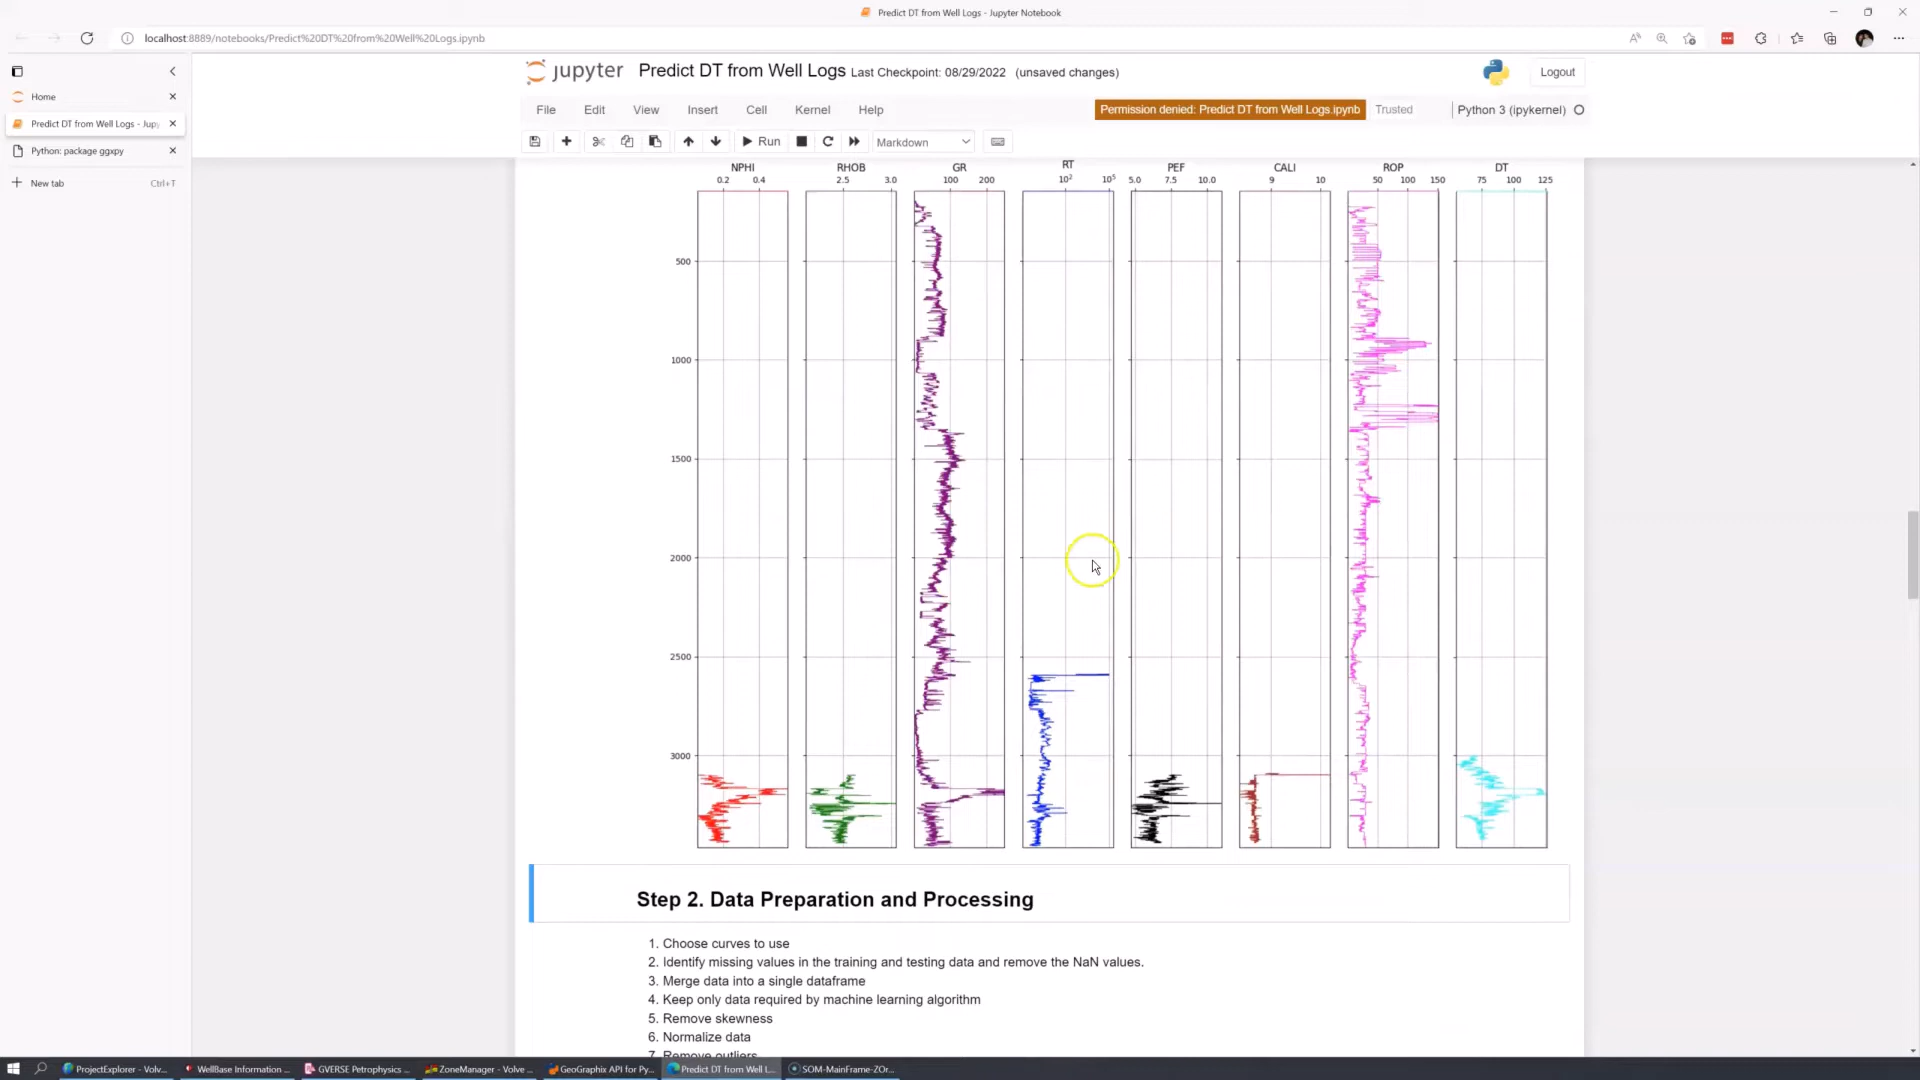 Predict DT from Well Logs - Jupyter Notebook
localhost:8889/notebooks/Predict%20DT%20from%20Well%20Logs.ipynb
Home
Predict DT from Well Logs - Jupy
Python: package ggxpy
New tab Ctrl+T
jupyter Predict DT from Well Logs Last Checkpoint: 08/29/2022 (unsaved changes)
Logout
File Edit View Insert Cell Kernel Help
Permission denied: Predict DT from Well Logs.ipynb Trusted Python 3 (ipykernel)
Run Markdown
NPHI RHOB GR RT PEF CALI ROP DT
0.2 0.4 2.5 3.0 100 200 10² 10⁵ 5.0 7.5 10.0 9 10 50 100 150 75 100 125
500
1000
1500
2000
2500
3000
Step 2. Data Preparation and Processing
1. Choose curves to use
2. Identify missing values in the training and testing data and remove the NaN values.
3. Merge data into a single dataframe
4. Keep only data required by machine learning algorithm
5. Remove skewness
6. Normalize data
7. Remove outliers
ProjectExplorer - Volv... WellBase Information ... GVERSE Petrophysics ... ZoneManager - Volve ... GeoGraphix API for Py... Predict DT from Well L... SOM-MainFrame-ZOr...